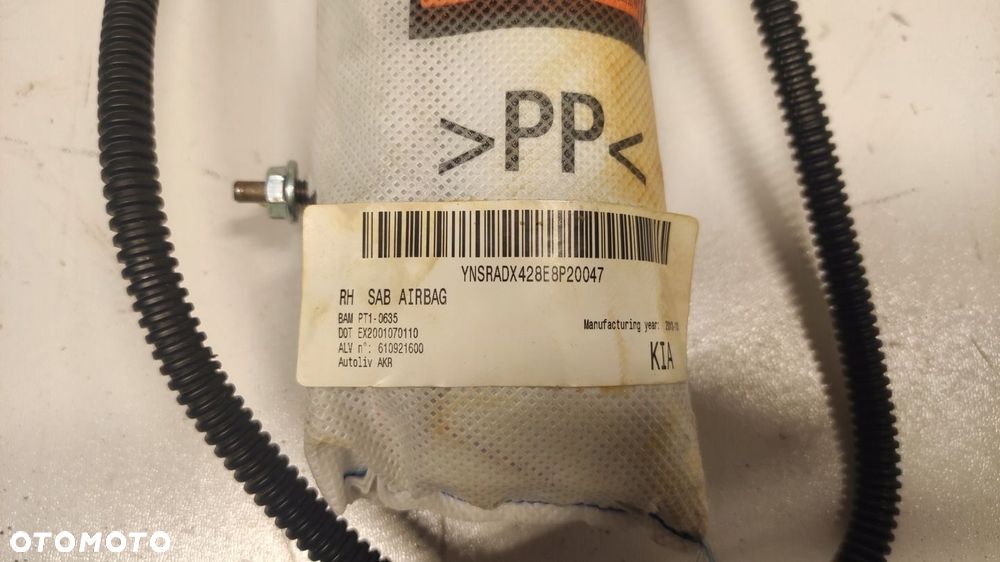 >PP<
YNSRADX428E8P20047
RH SAB AIRBAG
BAM PT1-0635
DOT EX2001070110
ALV n°: 610921600
Autoliv AKR
Manufacturing year:
KIA
OTOMOTO